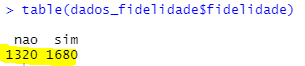 > table(dados_fidelidade$fidelidade)
nao sim
1320 1680